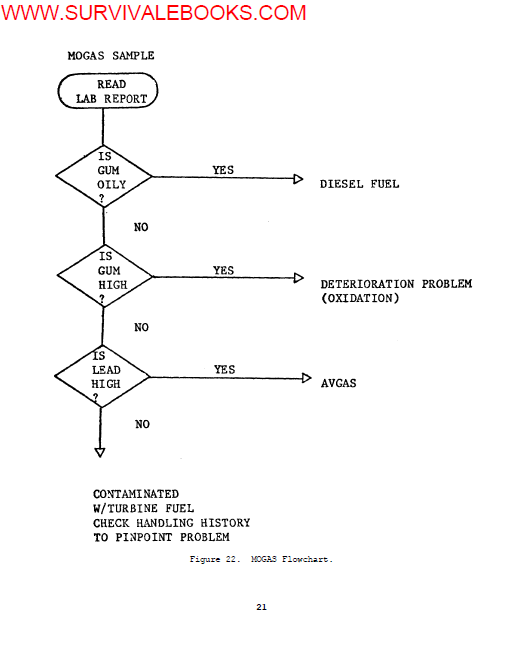 WWW.SURVIVALEBOOKS.COM
MOGAS SAMPLE
READ
LAB REPORT
IS
GUM
OILY
?
YES
DIESEL FUEL
NO
IS
GUM
HIGH
?
YES
DETERIORATION PROBLEM
(OXIDATION)
NO
IS
LEAD
HIGH
?
YES
AVGAS
NO
CONTAMINATED
W/TURBINE FUEL
CHECK HANDLING HISTORY
TO PINPOINT PROBLEM
Figure 22. MOGAS Flowchart.
21